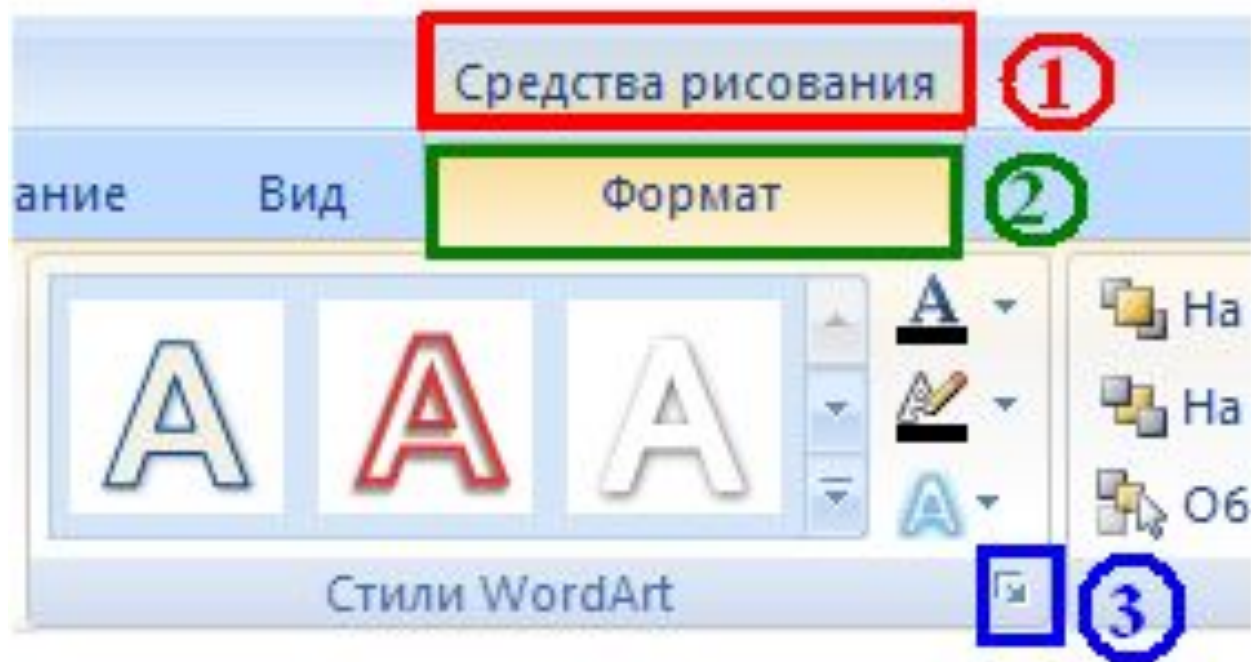 Средства рисования 1
ание Вид Формат 2
А А А А На
На
Об
Стили WordArt 3